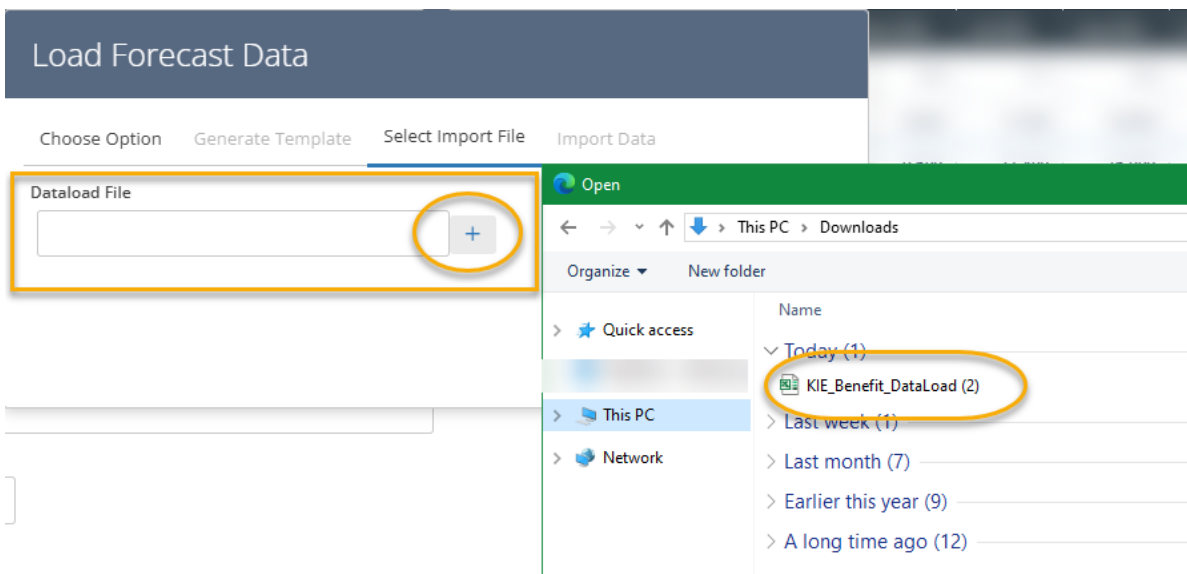 Load Forecast Data
Choose Option Generate Template Select Import File Import Data
Dataload File
+
Open
This PC > Downloads
Organize New folder
Name
Quick access
Today (1)
KIE_Benefit_DataLoad (2)
This PC
Last week (1)
Network
Last month (7)
Earlier this year (9)
A long time ago (12)